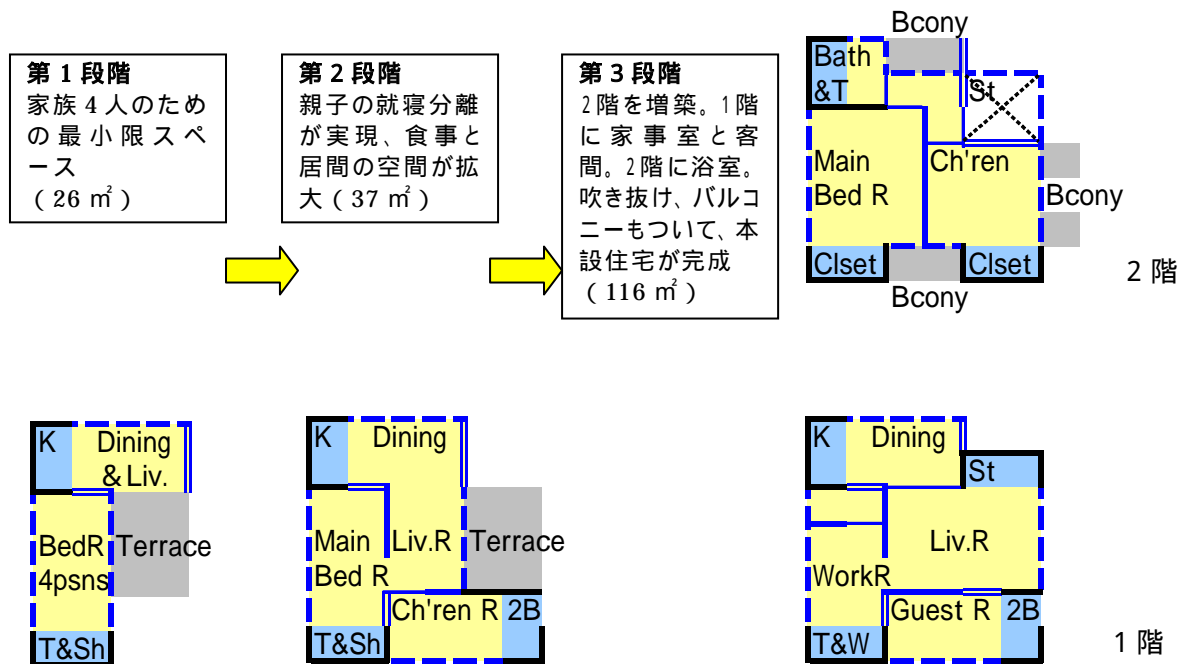 第1段階
家族4人のため
の最小限スペ
ース
(26 ㎡)
第2段階
親子の就寝分離
が実現、食事と
居間の空間が拡
大(37 ㎡)
第3段階
2階を増築。1階
に家事室と客
間。2階に浴室。
吹き抜け、バルコ
ニーもついて、本
設住宅が完成
(116 ㎡)
Bcony
Bath
&T
St
Main
Bed R
Ch'ren
Bcony
Clset
Clset
Bcony
2 階
K
Dining
& Liv.
BedR
4psns
Terrace
T&Sh
K
Dining
Main
Bed R
Liv.R
Terrace
Ch'ren R
2B
T&Sh
K
Dining
St
Liv.R
WorkR
Guest R
2B
T&W
1 階